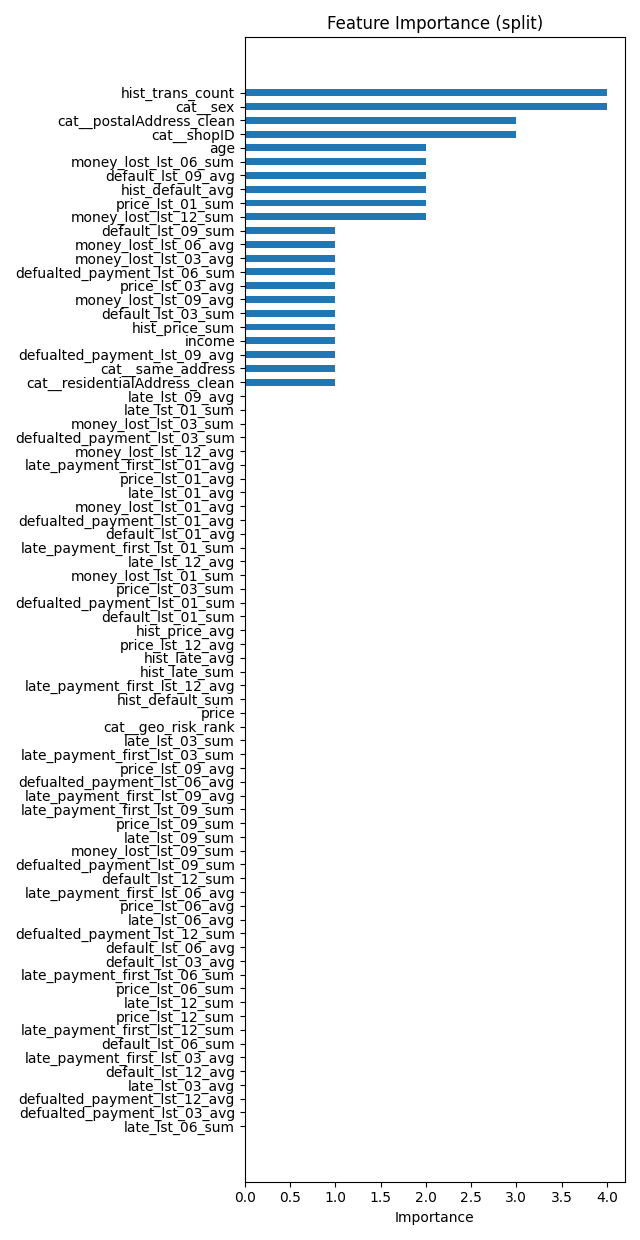 Feature Importance (split)
hist_trans_count
cat__sex
cat__postalAddress_clean
cat__shopID
age
money_lost_lst_06_sum
default_lst_09_avg
hist_default_avg
price_lst_01_sum
money_lost_lst_12_sum
default_lst_09_sum
money_lost_lst_06_avg
money_lost_lst_03_avg
defualted_payment_lst_06_sum
price_lst_03_avg
money_lost_lst_09_avg
default_lst_03_sum
hist_price_sum
income
defualted_payment_lst_09_avg
cat__same_address
cat__residentialAddress_clean
late_lst_09_avg
late_lst_01_sum
money_lost_lst_03_sum
defualted_payment_lst_03_sum
money_lost_lst_12_avg
late_payment_first_lst_01_avg
price_lst_01_avg
late_lst_01_avg
money_lost_lst_01_avg
defualted_payment_lst_01_avg
default_lst_01_avg
late_payment_first_lst_01_sum
late_lst_12_avg
money_lost_lst_01_sum
price_lst_03_sum
defualted_payment_lst_01_sum
default_lst_01_sum
hist_price_avg
price_lst_12_avg
hist_late_avg
hist_late_sum
late_payment_first_lst_12_avg
hist_default_sum
price
cat__geo_risk_rank
late_lst_03_sum
late_payment_first_lst_03_sum
price_lst_09_avg
defualted_payment_lst_06_avg
late_payment_first_lst_09_avg
late_payment_first_lst_09_sum
price_lst_09_sum
late_lst_09_sum
money_lost_lst_09_sum
defualted_payment_lst_09_sum
default_lst_12_sum
late_payment_first_lst_06_avg
price_lst_06_avg
late_lst_06_avg
defualted_payment_lst_12_sum
default_lst_06_avg
default_lst_03_avg
late_payment_first_lst_06_sum
price_lst_06_sum
late_lst_12_sum
price_lst_12_sum
late_payment_first_lst_12_sum
default_lst_06_sum
late_payment_first_lst_03_avg
default_lst_12_avg
late_lst_03_avg
defualted_payment_lst_12_avg
defualted_payment_lst_03_avg
late_lst_06_sum
0.0 0.5 1.0 1.5 2.0 2.5 3.0 3.5 4.0
Importance